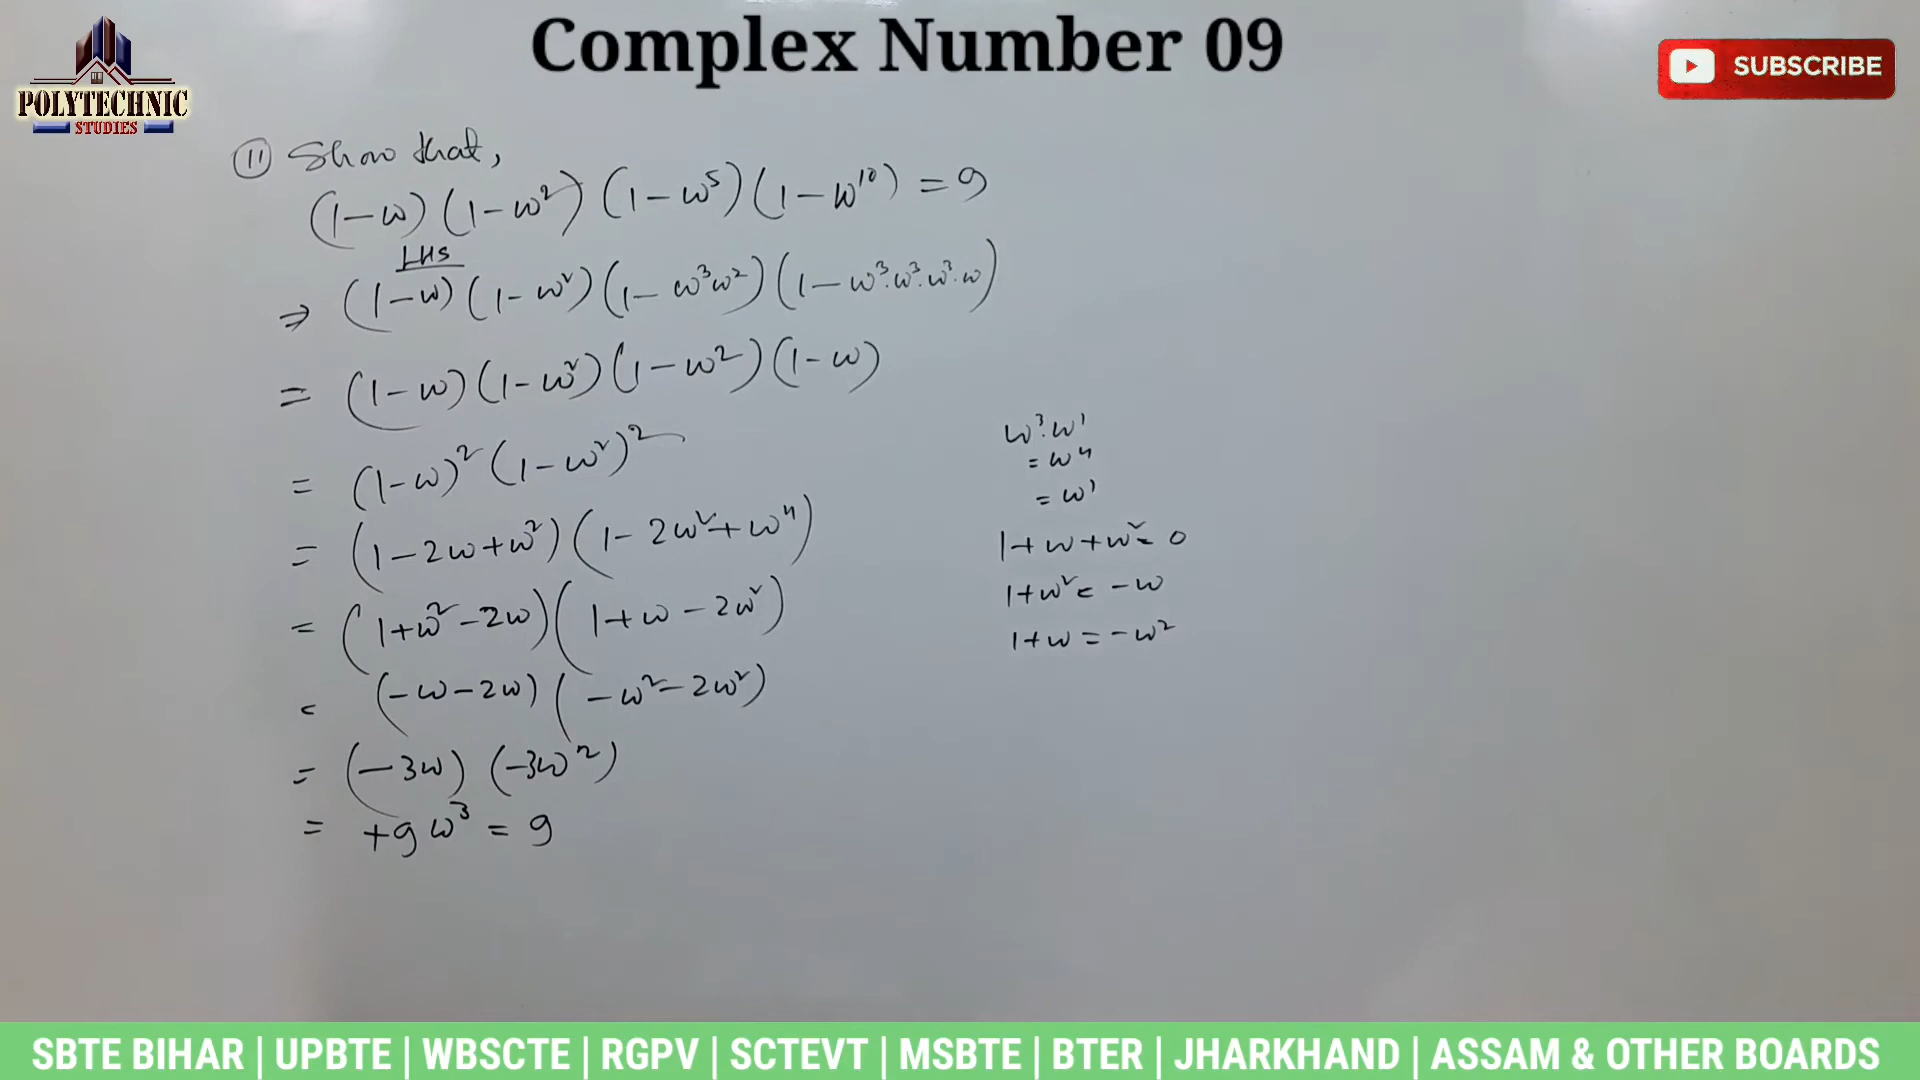 Complex Number 09
POLYTECHNIC
STUDIES
SUBSCRIBE
⑪ Show that,
(1-ω)(1-ω²)(1-ω⁵)(1-ω¹⁰) = 9
LHS
⇒ (1-ω)(1-ω²)(1-ω³ω²)(1-ω³.ω³.ω³.ω)
= (1-ω)(1-ω²)(1-ω²)(1-ω)
= (1-ω)²(1-ω²)²
= (1-2ω+ω²)(1-2ω²+ω⁴)
= (1+ω²-2ω)(1+ω-2ω²)
= (-ω-2ω)(-ω²-2ω²)
= (-3ω)(-3ω²)
= +9ω³ = 9
ω³.ω¹
= ω⁴
= ω¹
1+ω+ω²=0
1+ω²=-ω
1+ω=-ω²
SBTE BIHAR | UPBTE | WBSCTE | RGPV | SCTEVT | MSBTE | BTER | JHARKHAND | ASSAM & OTHER BOARDS